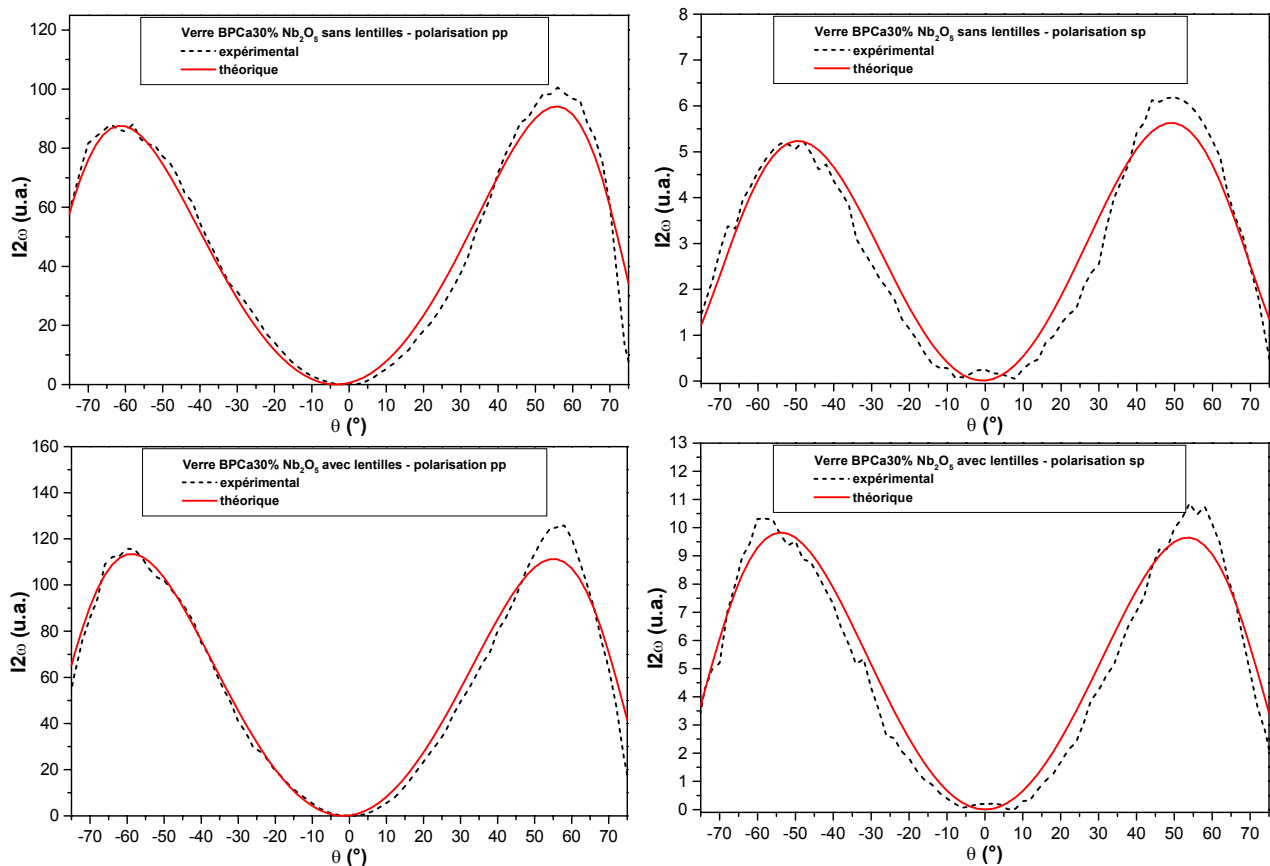 Verre BPCa30% Nb₂O₅ sans lentilles - polarisation pp
expérimental
théorique
120
100
80
60
40
20
0
I2ω (u.a.)
-70 -60 -50 -40 -30 -20 -10 0 10 20 30 40 50 60 70
θ (°)
Verre BPCa30% Nb₂O₅ sans lentilles - polarisation sp
expérimental
théorique
8
7
6
5
4
3
2
1
0
I2ω (u.a.)
-70 -60 -50 -40 -30 -20 -10 0 10 20 30 40 50 60 70
θ (°)
Verre BPCa30% Nb₂O₅ avec lentilles - polarisation pp
expérimental
théorique
160
140
120
100
80
60
40
20
0
I2ω (u.a.)
-70 -60 -50 -40 -30 -20 -10 0 10 20 30 40 50 60 70
θ (°)
Verre BPCa30% Nb₂O₅ avec lentilles - polarisation sp
expérimental
théorique
13
12
11
10
9
8
7
6
5
4
3
2
1
0
I2ω (u.a.)
-70 -60 -50 -40 -30 -20 -10 0 10 20 30 40 50 60 70
θ (°)